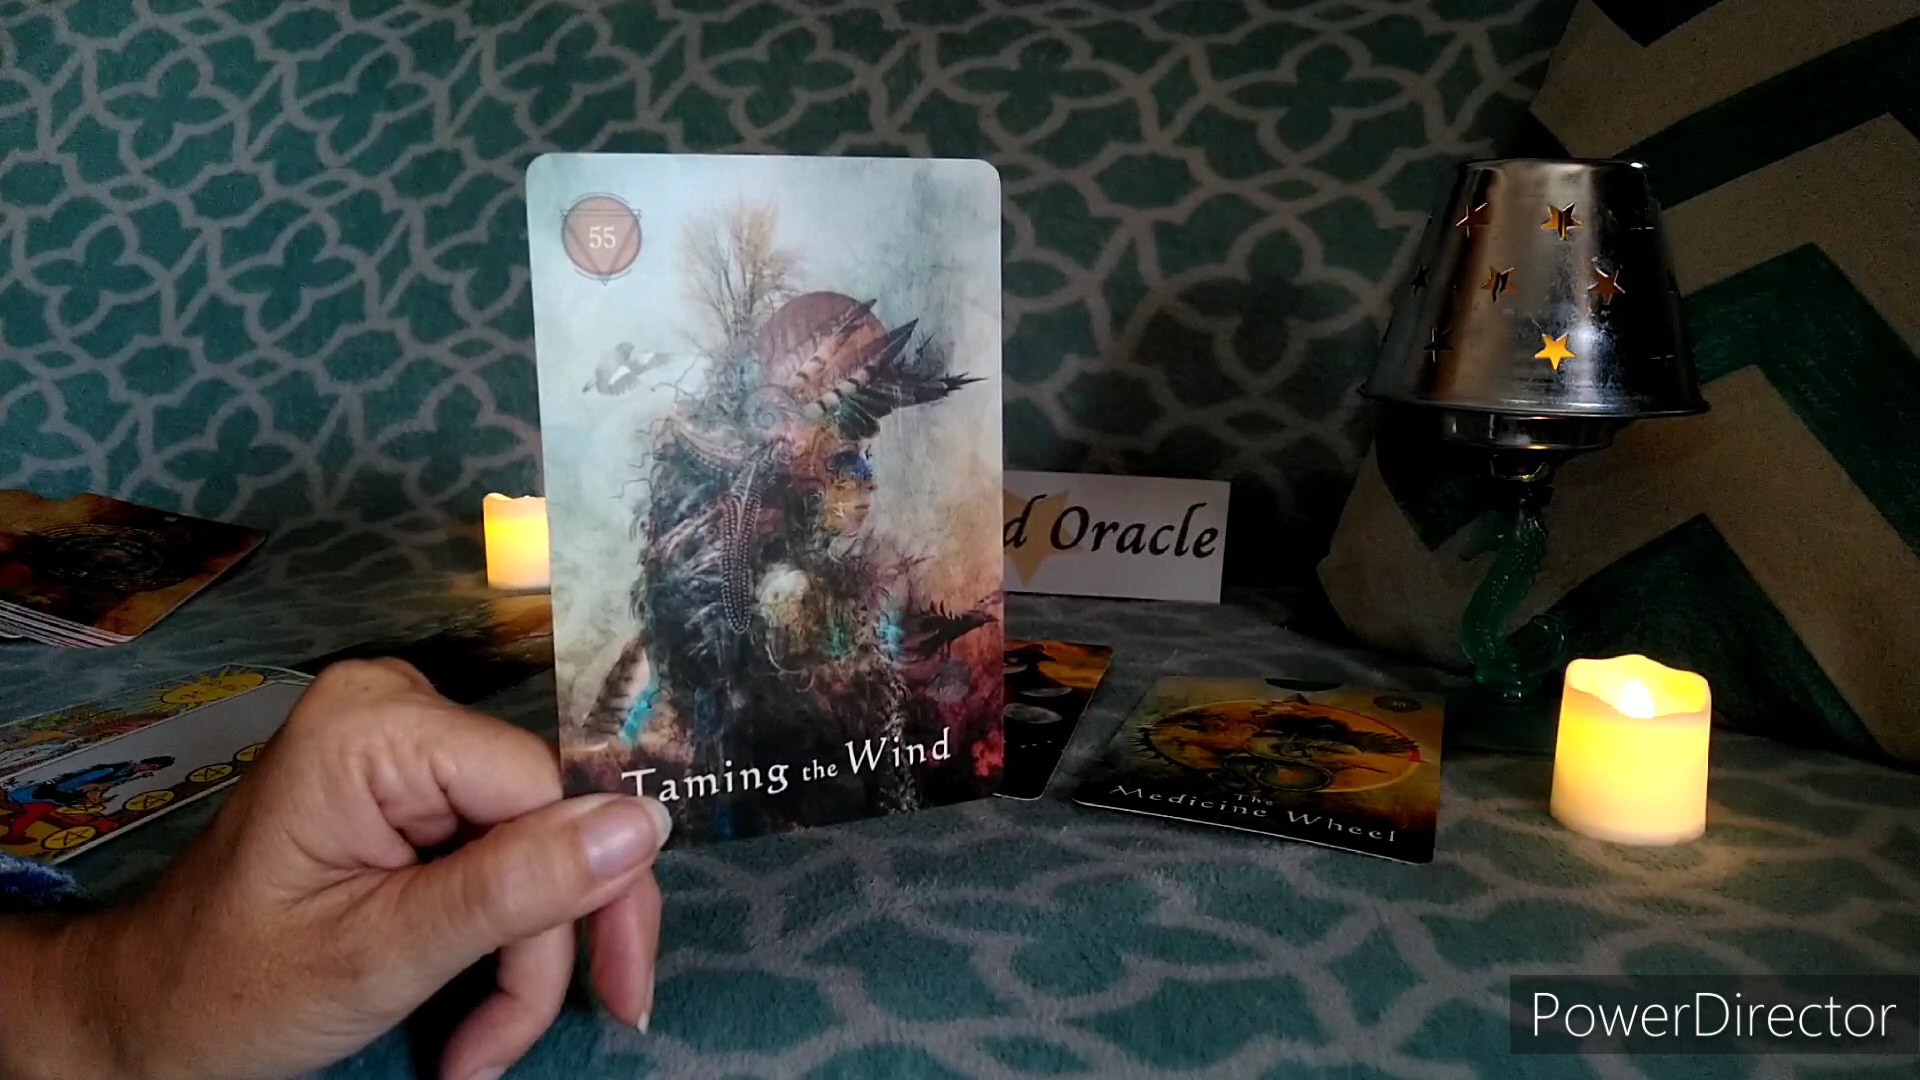 55
Taming the Wind
d Oracle
The
Medicine Wheel
PowerDirector